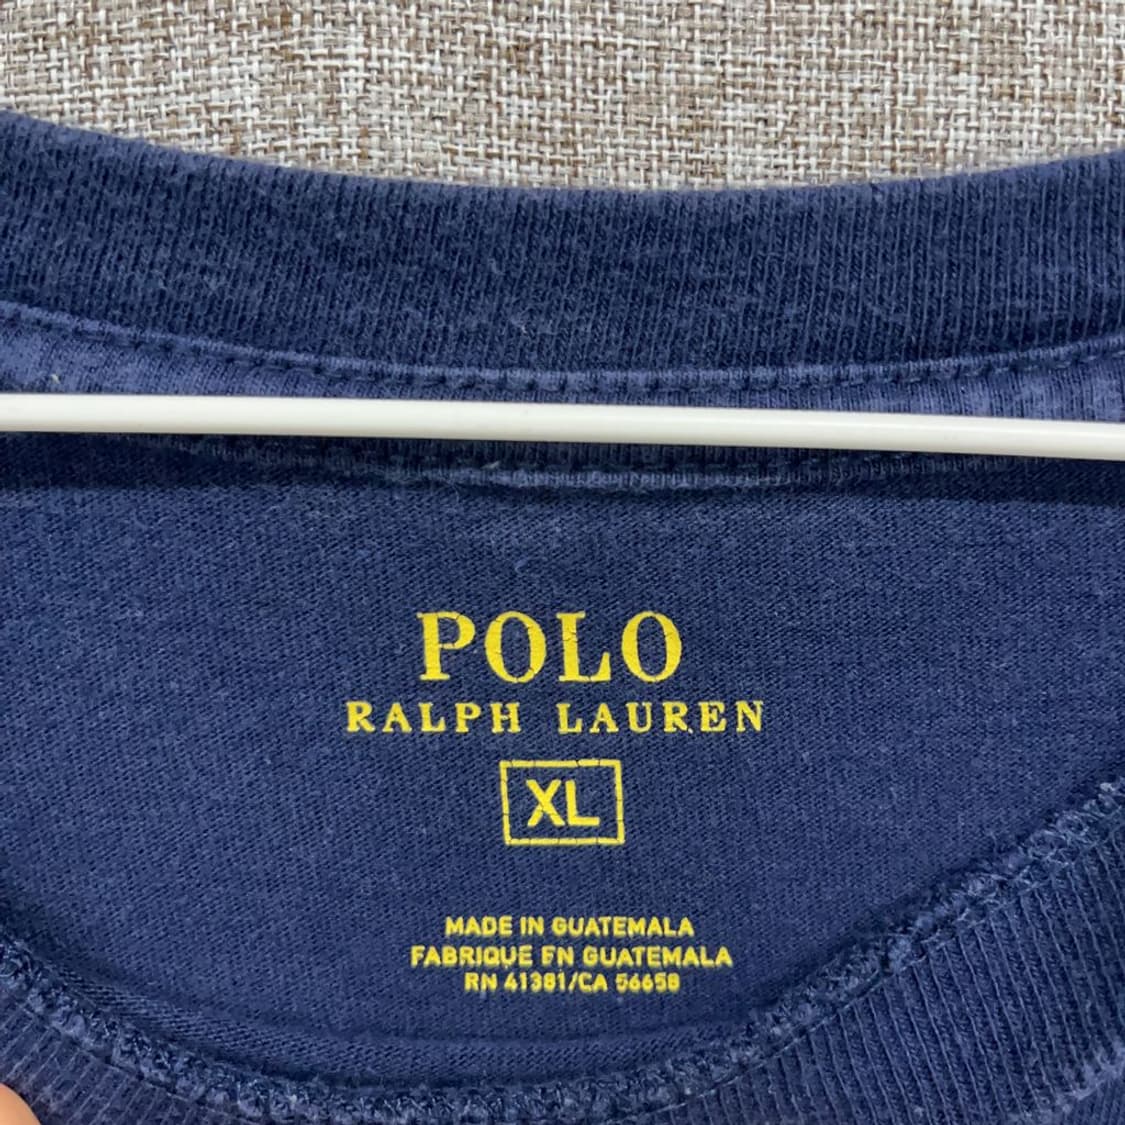 POLO
RALPH LAUREN
XL
MADE IN GUATEMALA
FABRIQUE EN GUATEMALA
RN 41381/CA 56658